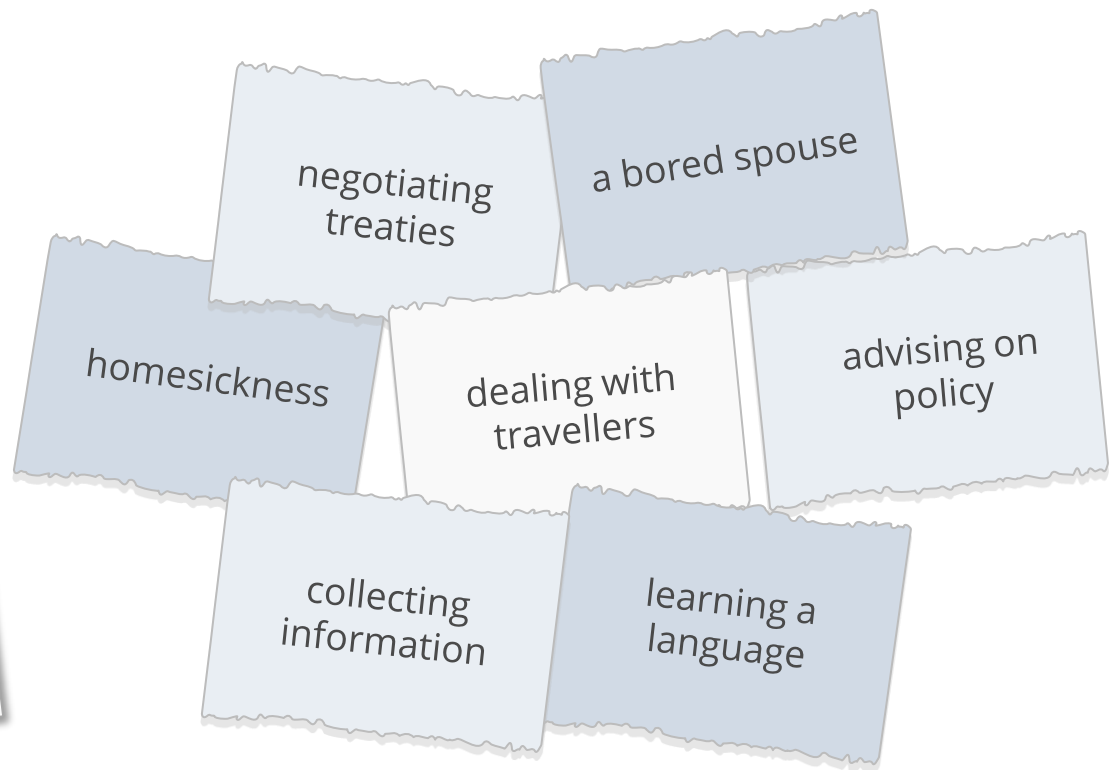 negotiating
treaties
a bored spouse
homesickness
dealing with
travellers
advising on
policy
collecting
information
learning a
language